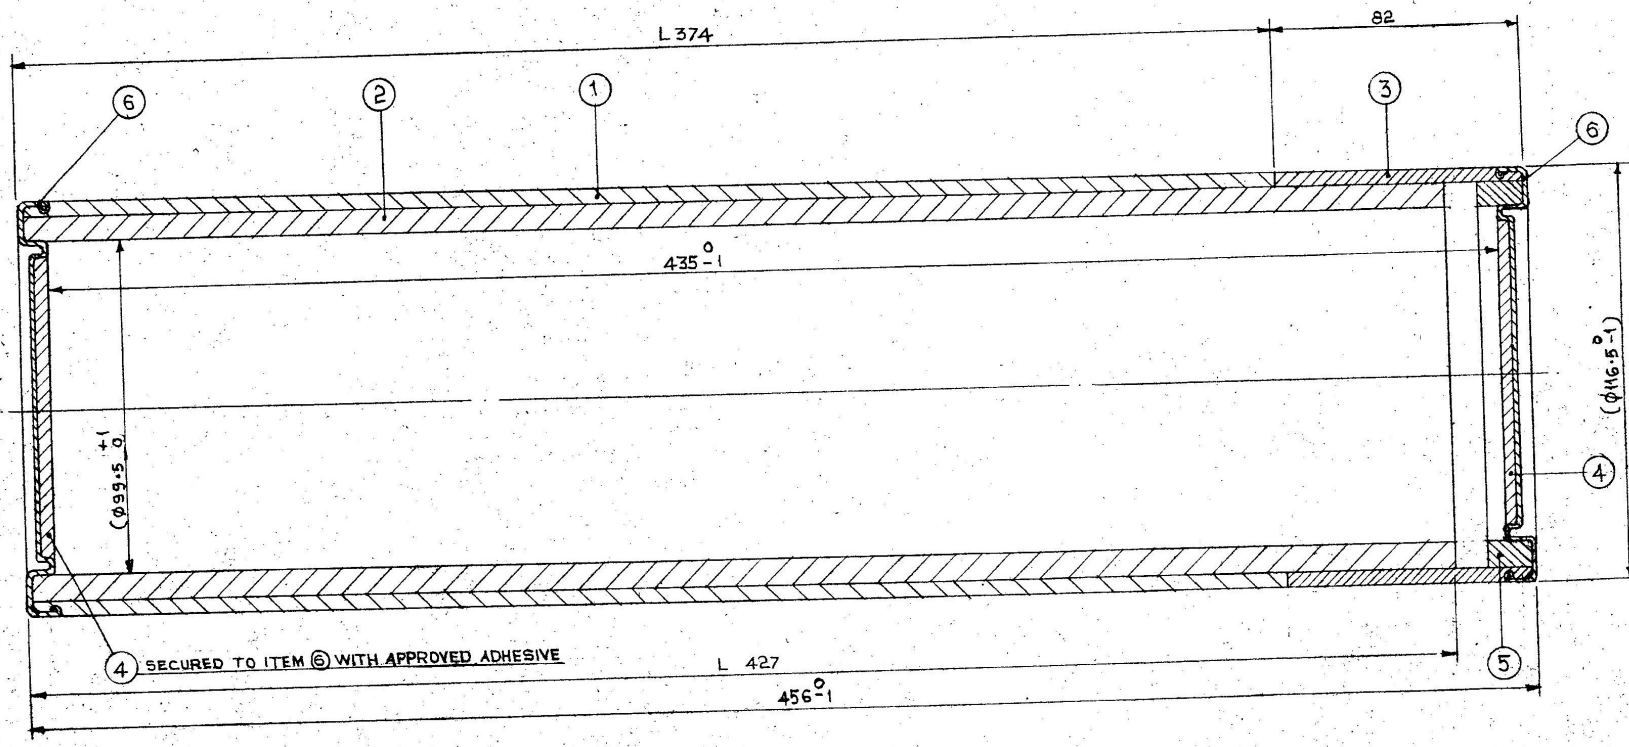 L 374
82
6
2
1
3
6
435 0 -1
(ϕ 99.5 +1 0)
(ϕ116.5 0 -1)
4
4 SECURED TO ITEM 6 WITH APPROVED ADHESIVE
L 427
5
456 0 -1